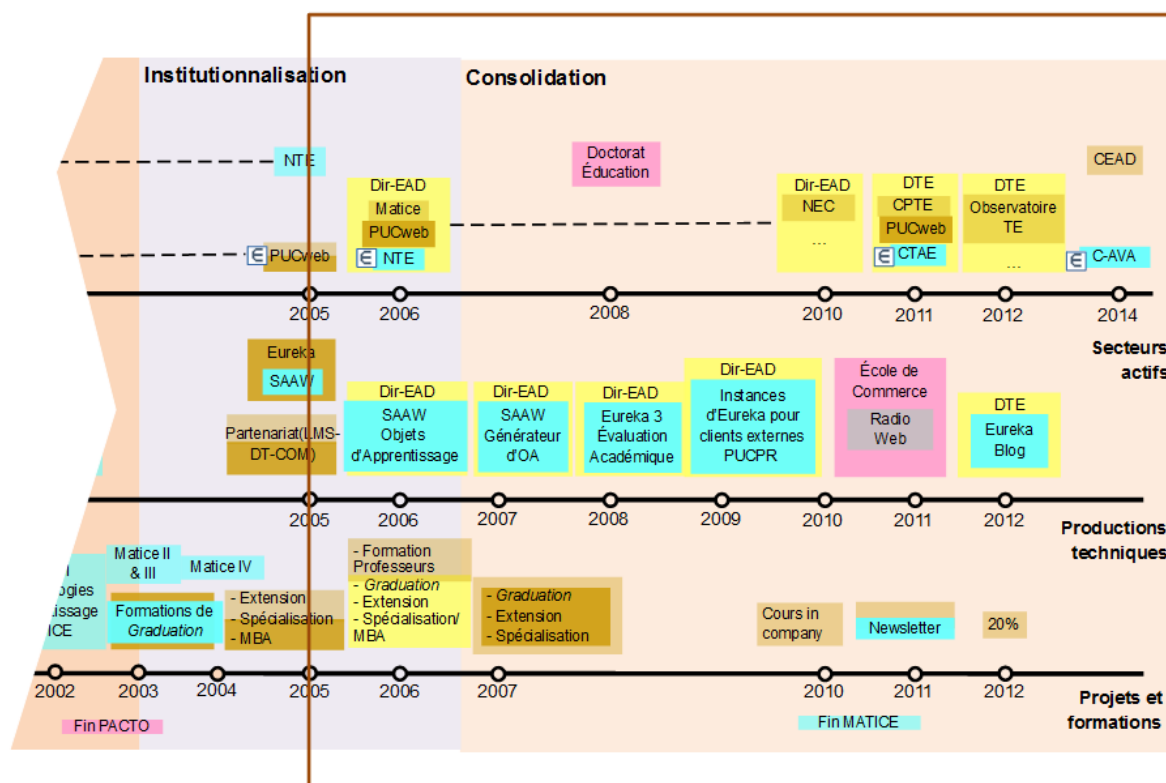 Institutionnalisation
Consolidation
NTE
Doctorat
Éducation
CEAD
Dir-EAD
Matice
PUCweb
∈ NTE
Dir-EAD
NEC
...
DTE
CPTE
PUCweb
∈ CTAE
DTE
Observatoire
TE
...
∈ PUCweb
∈ C-AVA
2005
2006
2008
2010
2011
2012
2014
Secteurs
actifs
Eureka
SAAW
Partenariat(LMS-
DT-COM)
Dir-EAD
SAAW
Objets
d'Apprentissage
Dir-EAD
SAAW
Générateur
d'OA
Dir-EAD
Eureka 3
Évaluation
Académique
Dir-EAD
Instances
d'Eureka pour
clients externes
PUCPR
École de
Commerce
Radio
Web
DTE
Eureka
Blog
2005
2006
2007
2008
2009
2010
2011
2012
Productions
techniques
ogies
issage
ICE
Matice II
& III
Matice IV
Formations de
Graduation
- Extension
- Spécialisation
- MBA
- Formation
Professeurs
- Graduation
- Extension
- Spécialisation/
MBA
- Graduation
- Extension
- Spécialisation
Cours in
company
Newsletter
20%
2002
2003
2004
2005
2006
2007
2010
2011
2012
Projets et
formations
Fin PACTO
Fin MATICE